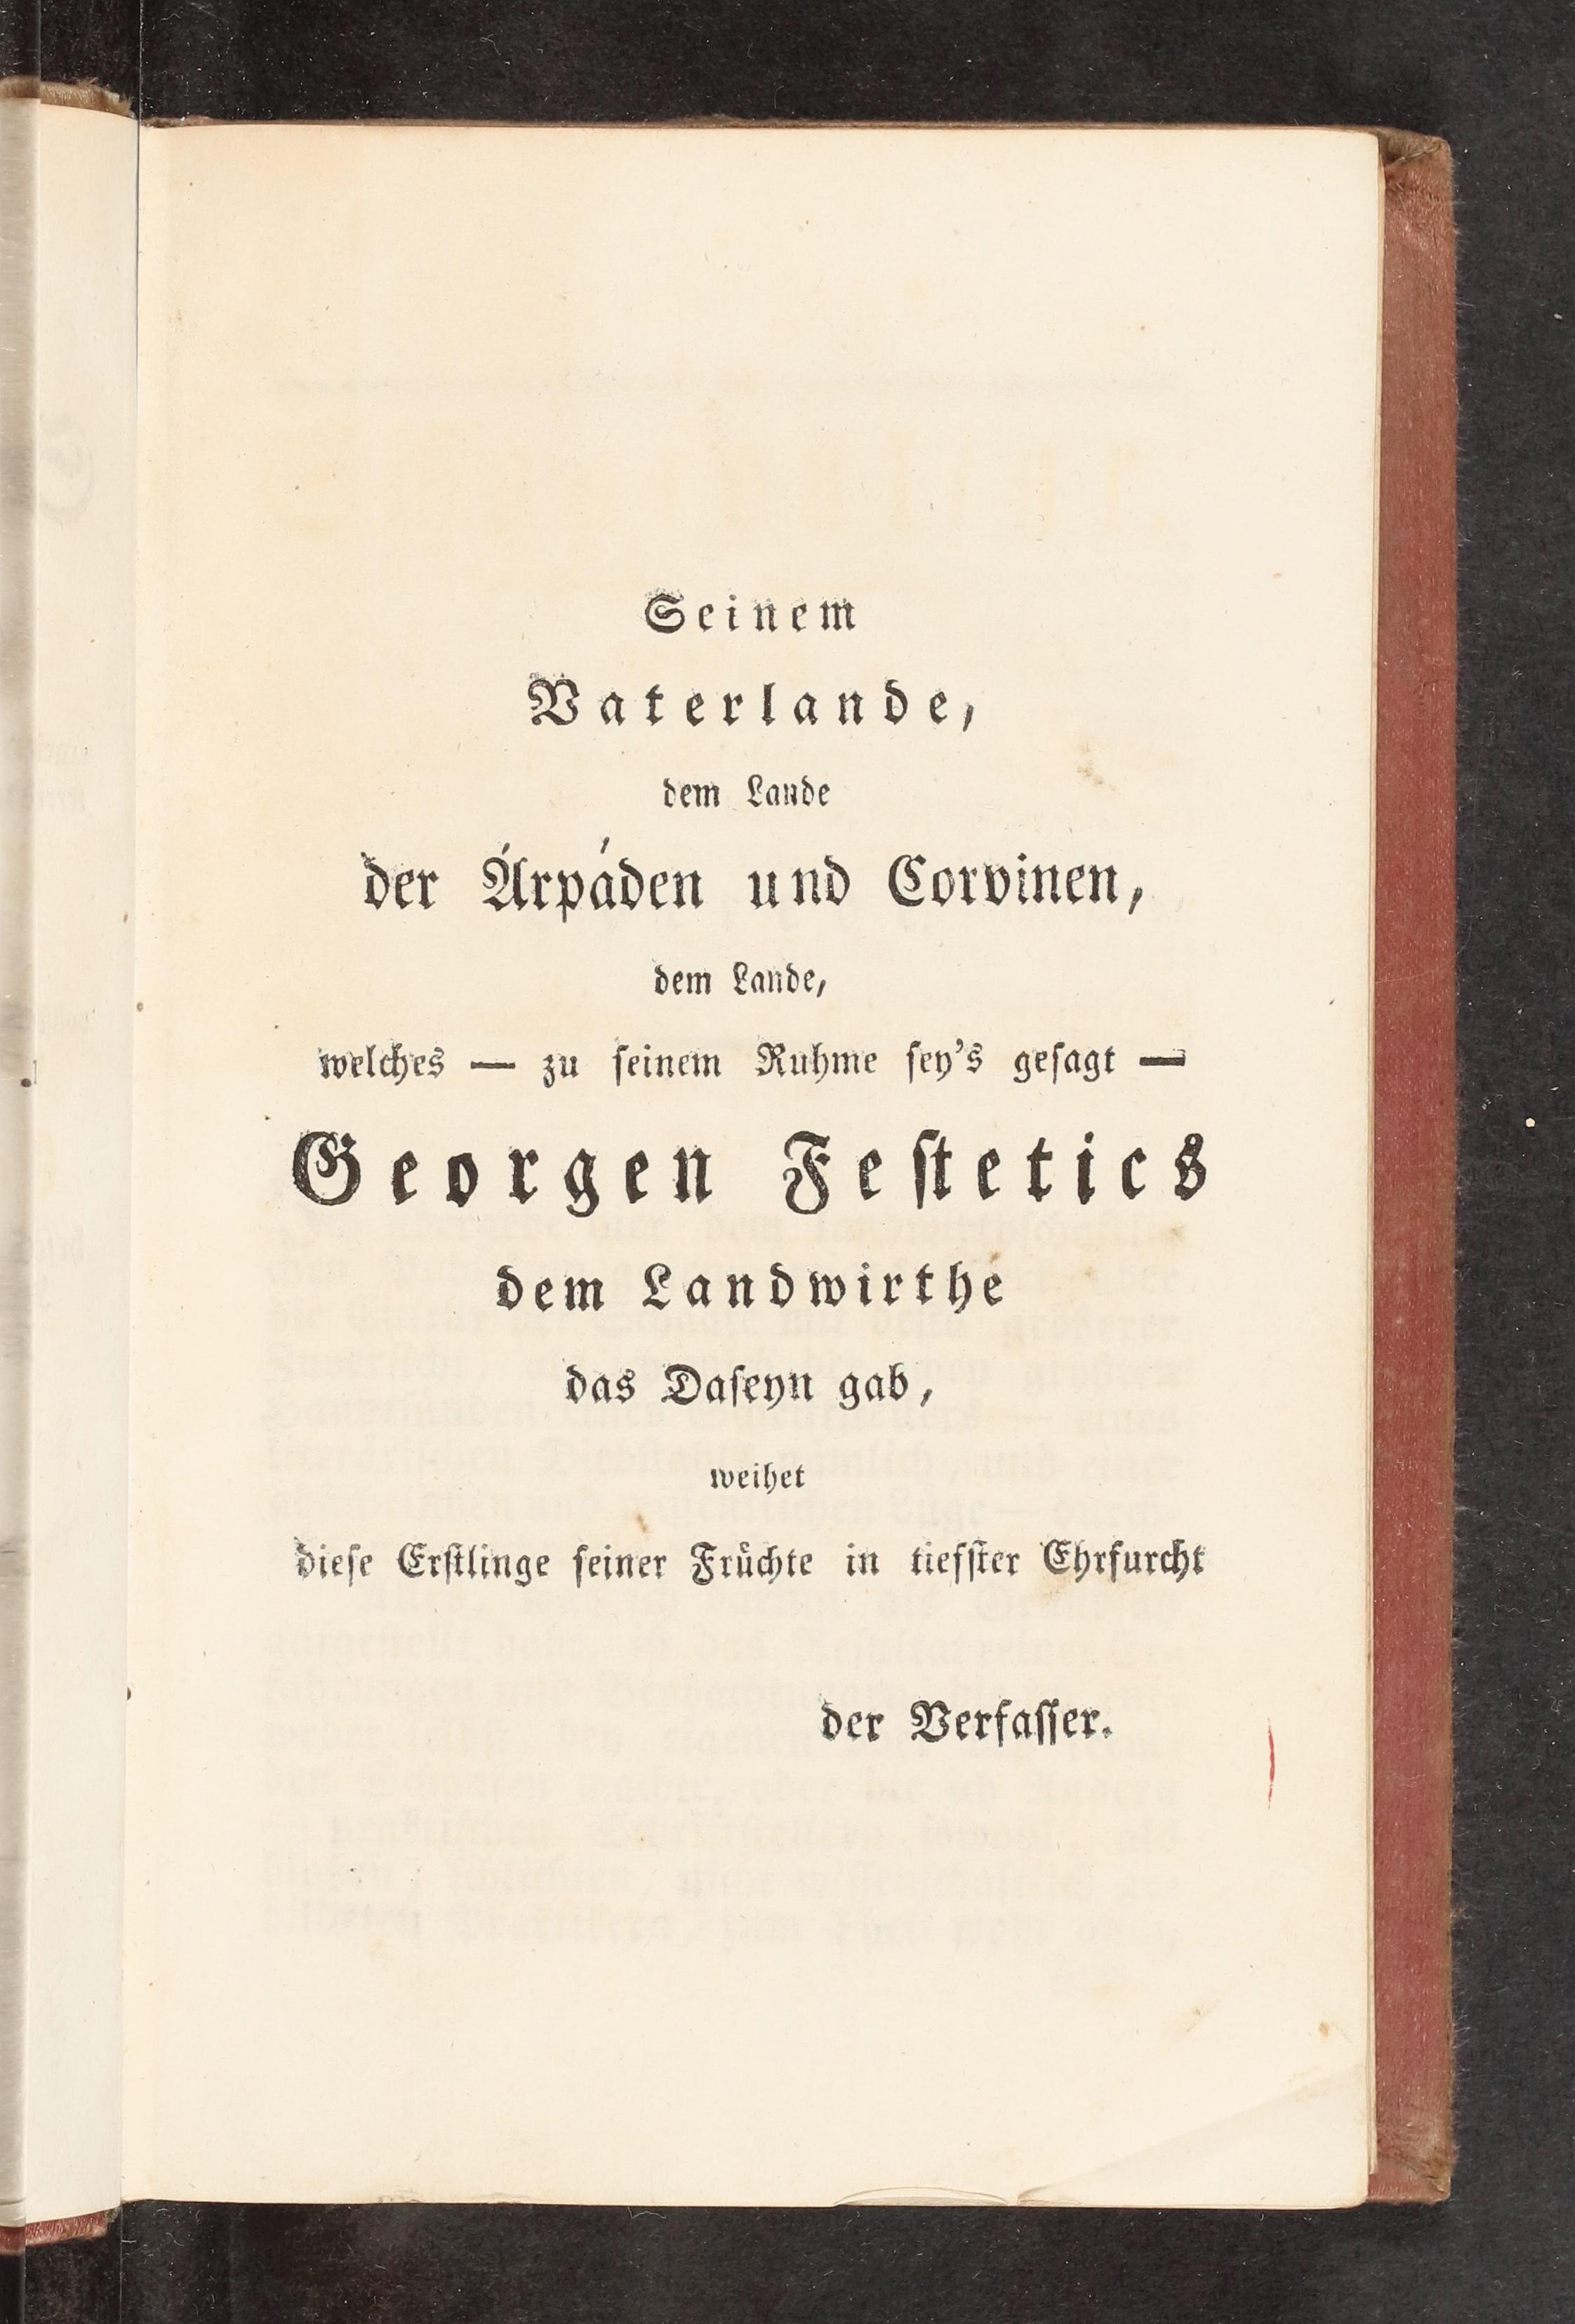 Seinem
Vaterlande,
dem Lande
der Árpáden und Corvinen,
dem Lande,
welches — zu seinem Ruhme sey's gesagt —
Georgen Festetics
dem Landwirthe
das Daseyn gab,
weihet
diese Erstlinge seiner Früchte in tiefster Ehrfurcht
der Verfasser.